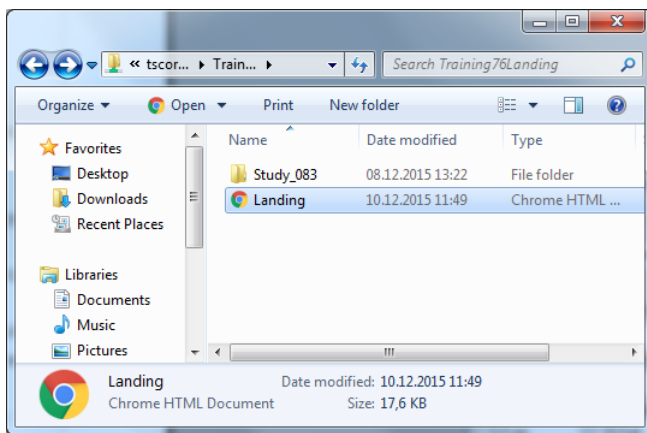 « tscor... Train... Search Training76Landing
Organize Open Print New folder
Favorites
Desktop
Downloads
Recent Places
Libraries
Documents
Music
Pictures
Name Date modified Type
Study_083 08.12.2015 13:22 File folder
Landing 10.12.2015 11:49 Chrome HTML ...
Landing Date modified: 10.12.2015 11:49
Chrome HTML Document Size: 17,6 KB